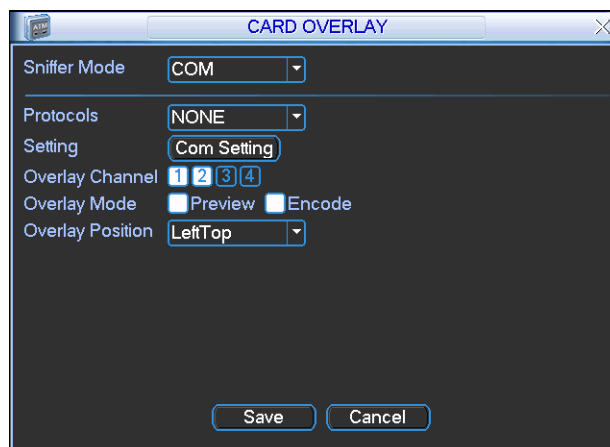 ATM
CARD OVERLAY
Sniffer Mode COM
Protocols NONE
Setting Com Setting
Overlay Channel 1 2 3 4
Overlay Mode Preview Encode
Overlay Position LeftTop
Save Cancel